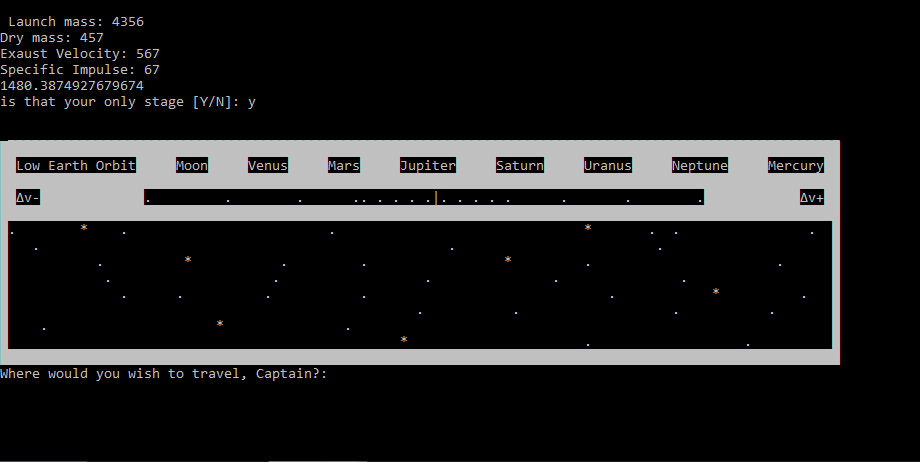 Launch mass: 4356
Dry mass: 457
Exaust Velocity: 567
Specific Impulse: 67
1480.3874927679674
is that your only stage [Y/N]: y
Low Earth Orbit Moon Venus Mars Jupiter Saturn Uranus Neptune Mercury
Δv- . . . .. . . . .|. . . . . . . . Δv+
Where would you wish to travel, Captain?: